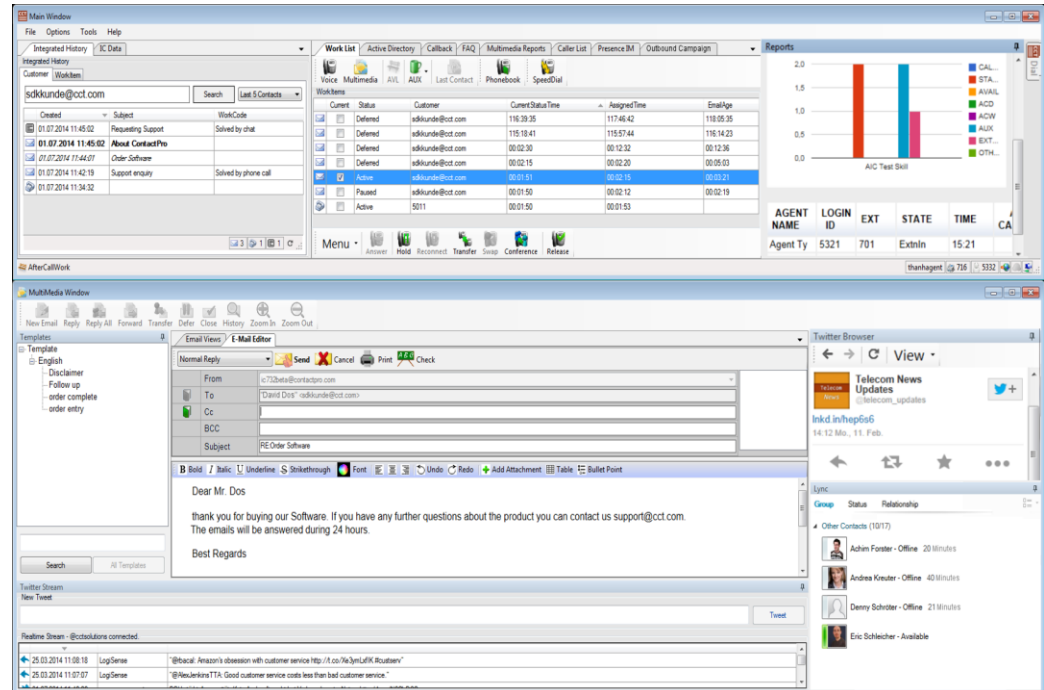 Main Window
File Options Tools Help
Integrated History IC Data
Integrated History
Customer Workitem
sdkkunde@cct.com Search Last 5 Contacts
Created Subject WorkCode
01.07.2014 11:45:02 Requesting Support Solved by chat
01.07.2014 11:45:02 About ContactPro
01.07.2014 11:44:01 Order Software
01.07.2014 11:42:19 Support enquiry Solved by phone call
01.07.2014 11:34:32
3 1 1
Work List Active Directory Callback FAQ Multimedia Reports Caller List Presence IM Outbound Campaign
Voice Multimedia AVL AUX Last Contact Phonebook SpeedDial
WorkItems
Current Status Customer CurrentStatusTime AssignedTime EmailAge
Deferred sdkkunde@cct.com 116:39:35 117:46:42 118:05:35
Deferred sdkkunde@cct.com 115:18:41 115:57:44 116:14:23
Deferred sdkkunde@cct.com 00:02:30 00:12:32 00:12:36
Deferred sdkkunde@cct.com 00:02:15 00:02:20 00:05:03
Active sdkkunde@cct.com 00:01:51 00:02:15 00:03:21
Paused sdkkunde@cct.com 00:01:50 00:02:12 00:02:19
Active 5011 00:01:50 00:01:53
Menu Answer Hold Reconnect Transfer Swap Conference Release
Reports
Dial
2,0
1,5
1,0
0,5
0,0
AIC Test Skill
CAL...
STA...
AVAIL
ACD
ACW
AUX
EXT...
OTH...
AGENT NAME LOGIN ID EXT STATE TIME
Agent Ty 5321 701 ExtnIn 15:21
AfterCallWork
thanhagent 716 5332
MultiMedia Window
New Email Reply Reply All Forward Transfer Defer Close History Zoom In Zoom Out
Templates
Template
English
Disclaimer
Follow up
order complete
order entry
Search All Templates
Email Views E-Mail Editor
Normal Reply Send Cancel Print Check
From ic732beta@contactpro.com
To "David Dos" <sdkkunde@cct.com>
Cc
BCC
Subject RE:Order Software
B Bold I Italic U Underline S Strikethrough Font Undo Redo Add Attachment Table Bullet Point
Dear Mr. Dos
thank you for buying our Software. If you have any further questions about the product you can contact us support@cct.com.
The emails will be answered during 24 hours.
Best Regards
Twitter Browser
View
Telecom News
Telecom News
Updates
@telecom_updates
lnkd.in/hep6s6
14:12 Mo., 11. Feb.
Lync
Group Status Relationship
Other Contacts (10/17)
Achim Forster - Offline 20 Minutes
Andrea Kreuter - Offline 40 Minutes
Denny Schröter - Offline 21 Minutes
Eric Schleicher - Available
Twitter Stream
New Tweet
Tweet
Realtime Stream - @cctsolutions connected.
25.03.2014 11:08:18 LogiSense "@rbacal: Amazon's obsession with customer service http://t.co/Xe3ymLsfIK #custserv"
25.03.2014 11:07:07 LogiSense "@AlexJenkinsTTA: Good customer service costs less than bad customer service."